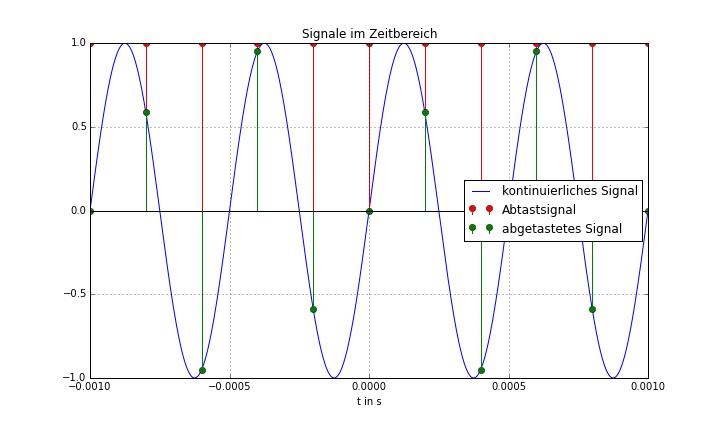 Signale im Zeitbereich
1.0
0.5
0.0
−0.5
−1.0
kontinuierliches Signal
Abtastsignal
abgetastetes Signal
−0.0010
−0.0005
0.0000
0.0005
0.0010
t in s